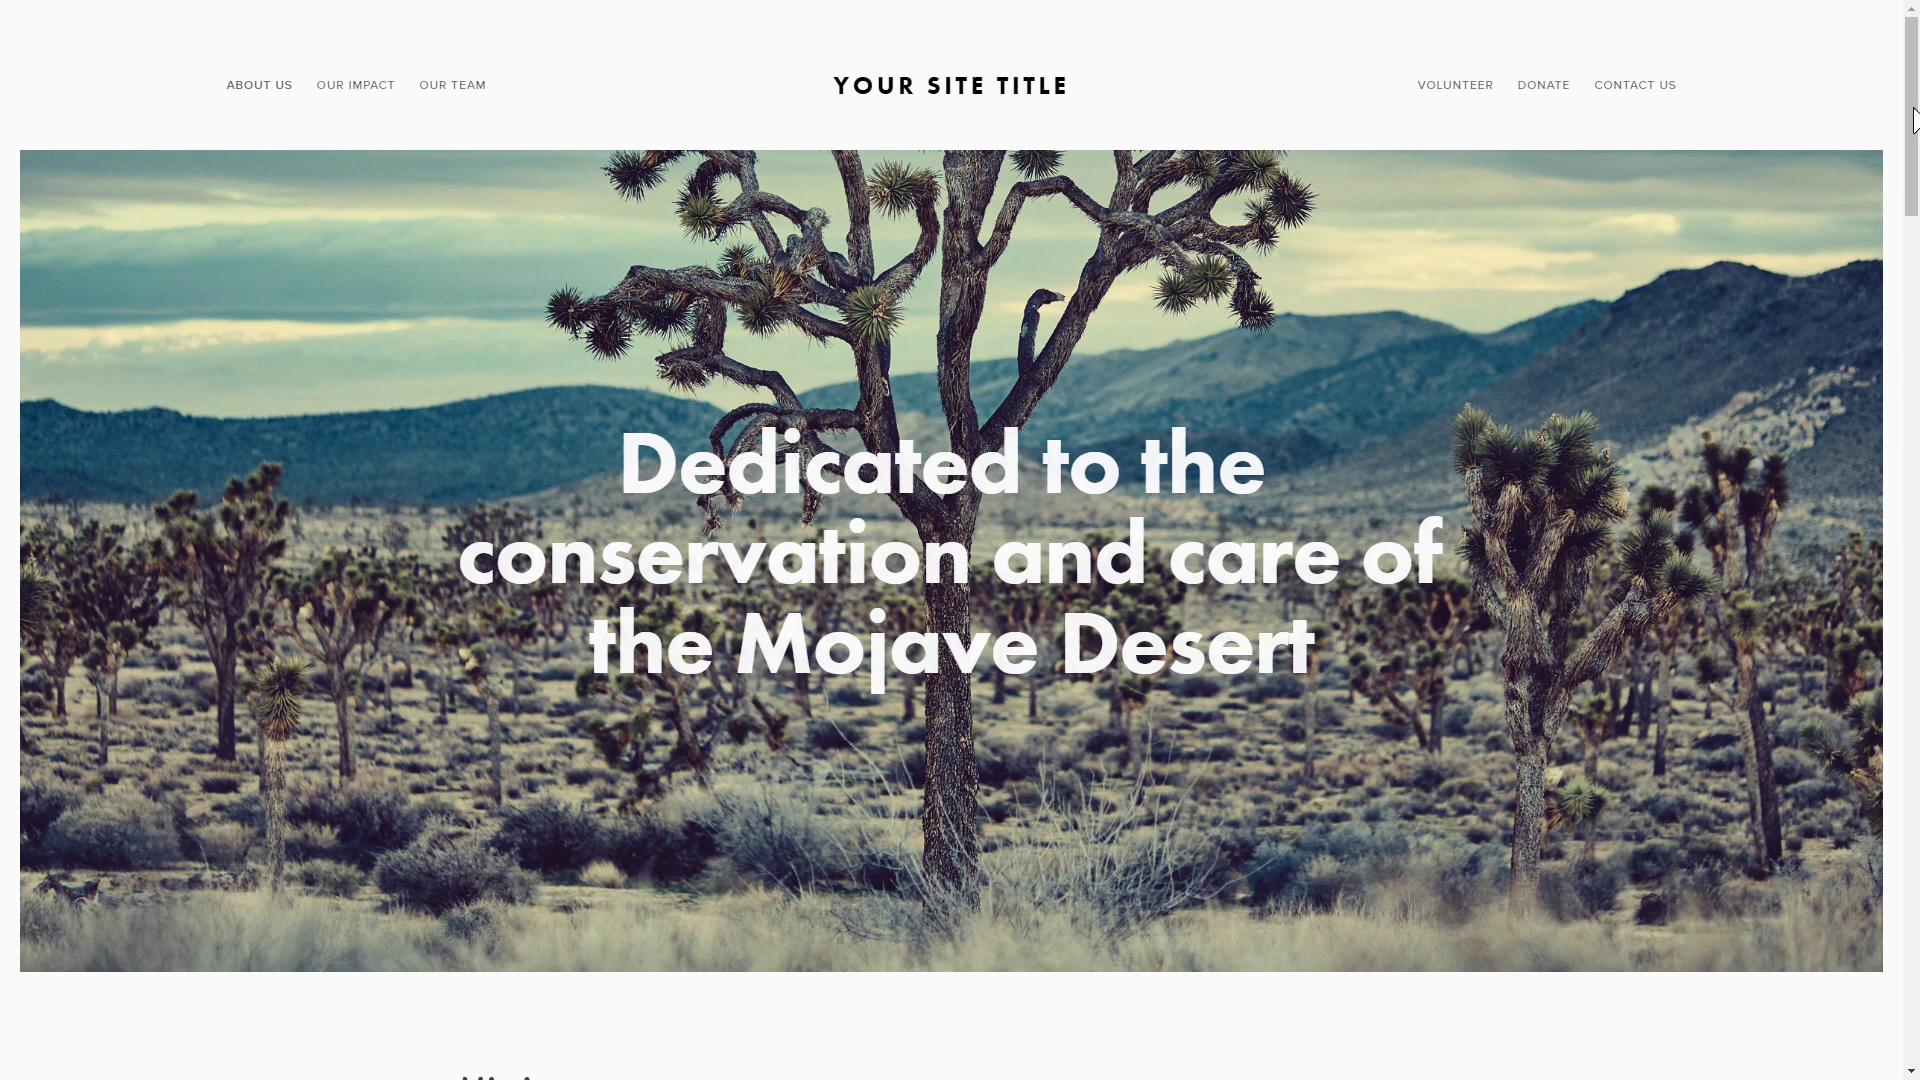 ABOUT US OUR IMPACT OUR TEAM YOUR SITE TITLE VOLUNTEER DONATE CONTACT US
Dedicated to the
conservation and care of
the Mojave Desert